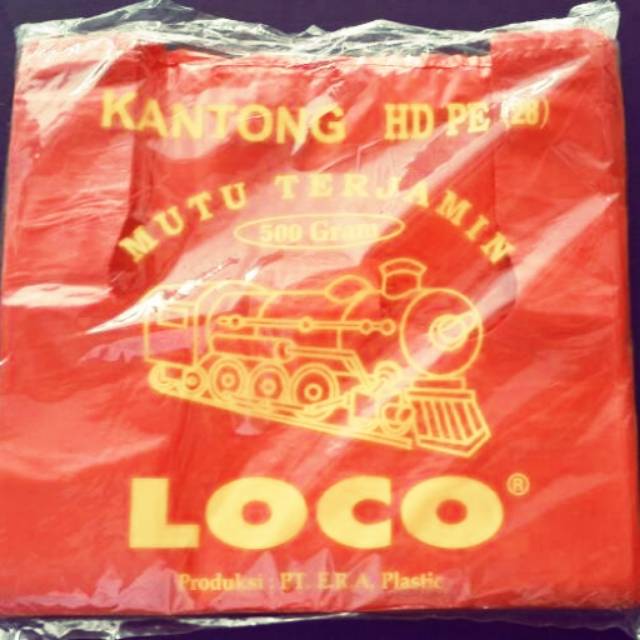 KANTONG HD PE (28)
MUTU TERJAMIN
500 Gram
LOCO®
Produksi : PT. E.R.A. Plastic